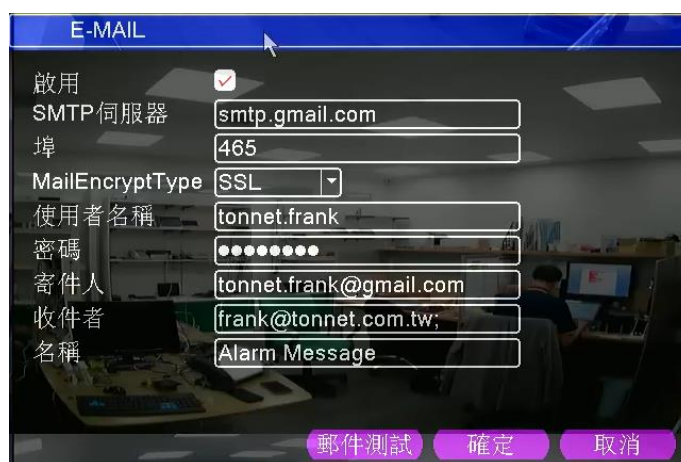 E-MAIL
啟用
SMTP伺服器 smtp.gmail.com
埠 465
MailEncryptType SSL
使用者名稱 tonnet.frank
密碼 ●●●●●●●●
寄件人 tonnet.frank@gmail.com
收件者 frank@tonnet.com.tw;
名稱 Alarm Message
郵件測試 確定 取消